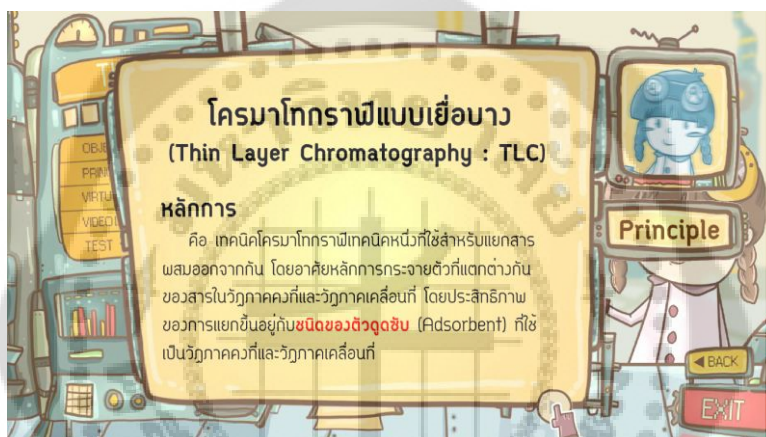 โครมาโทกราฟีแบบเยื่อบาง
(Thin Layer Chromatography : TLC)
หลักการ
คือ เทคนิคโครมาโทกราฟีเทคนิคหนึ่งที่ใช้สำหรับแยกสาร
ผสมออกจากกัน โดยอาศัยหลักการกระจายตัวที่แตกต่างกัน
ของสารในวัฏภาคคงที่และวัฏภาคเคลื่อนที่ โดยประสิทธิภาพ
ของการแยกขึ้นอยู่กับชนิดของตัวดูดซับ (Adsorbent) ที่ใช้
เป็นวัฏภาคคงที่และวัฏภาคเคลื่อนที่
TEST
Principle
BACK
EXIT